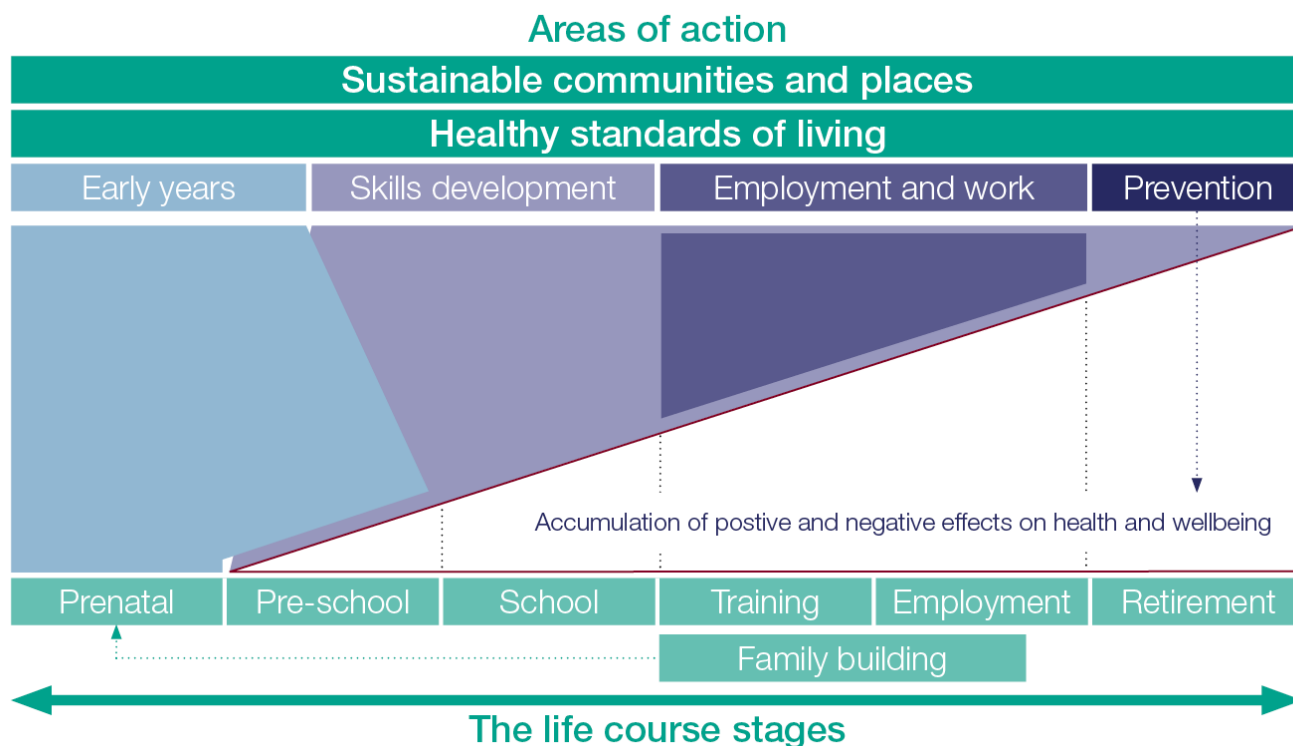 Areas of action
Sustainable communities and places
Healthy standards of living
Early years
Skills development
Employment and work
Prevention
Accumulation of postive and negative effects on health and wellbeing
Prenatal
Pre-school
School
Training
Employment
Retirement
Family building
The life course stages